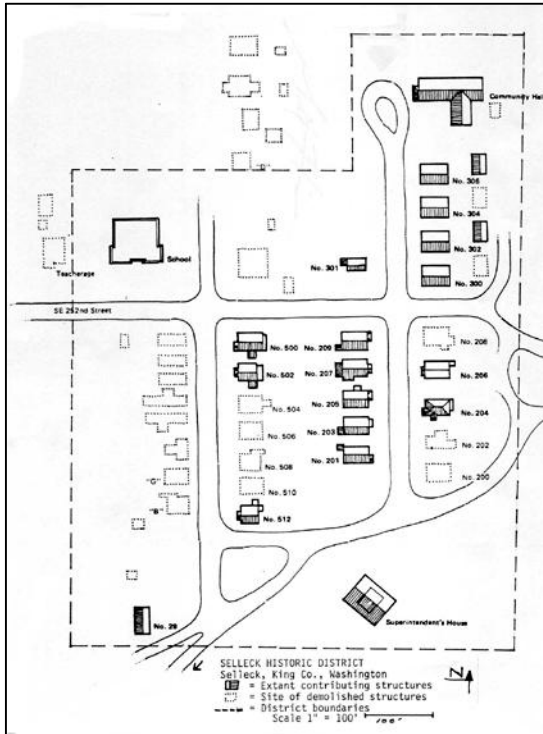 Community Hall
No. 305
No. 304
No. 302
No. 300
No. 301
School
Teacherage
SE 252nd Street
No. 500
No. 209
No. 208
No. 502
No. 207
No. 206
No. 504
No. 205
No. 204
No. 506
No. 203
No. 202
No. 508
No. 201
No. 200
"C"
No. 510
"B"
No. 512
No. 28
Superintendent's House
SELLECK HISTORIC DISTRICT
Selleck, King Co., Washington
= Extant contributing structures
= Site of demolished structures
= District boundaries
Scale 1" = 100'
100'
N